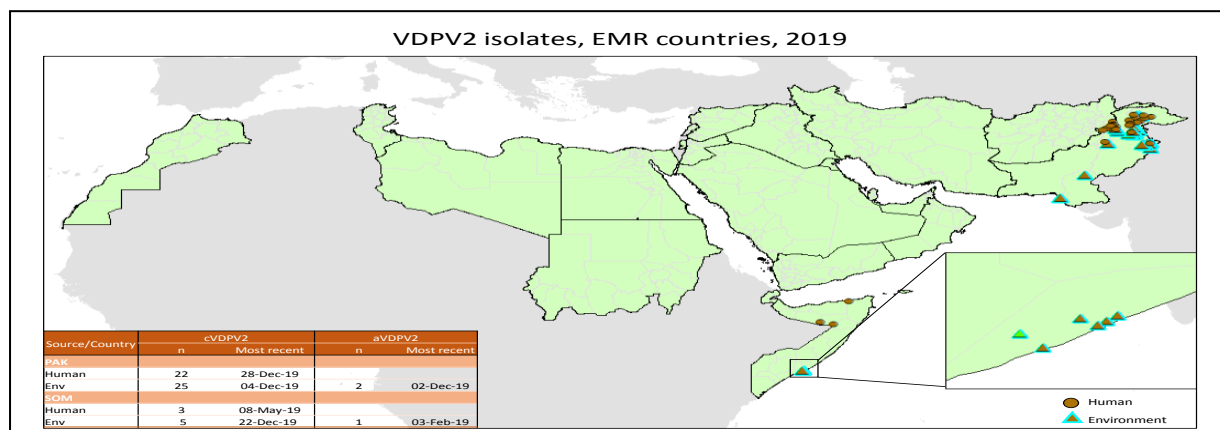 VDPV2 isolates, EMR countries, 2019
Source/Country cVDPV2 aVDPV2
n Most recent n Most recent
PAK
Human 22 28-Dec-19
Env 25 04-Dec-19 2 02-Dec-19
SOM
Human 3 08-May-19
Env 5 22-Dec-19 1 03-Feb-19
Human
Environment